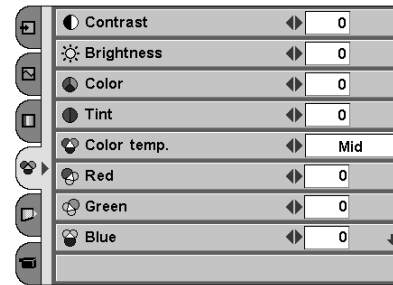 Contrast 0
Brightness 0
Color 0
Tint 0
Color temp. Mid
Red 0
Green 0
Blue 0